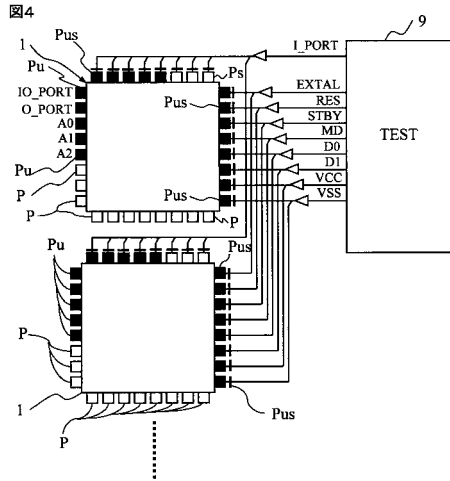 図4
9
Pus
1
I_PORT
Pu
Ps
IO_PORT
EXTAL
O_PORT
Pus
RES
A0
STBY
TEST
A1
MD
A2
D0
Pu
D1
P
Pus
VCC
VSS
P
P
Pu
Pus
P
1
Pus
P